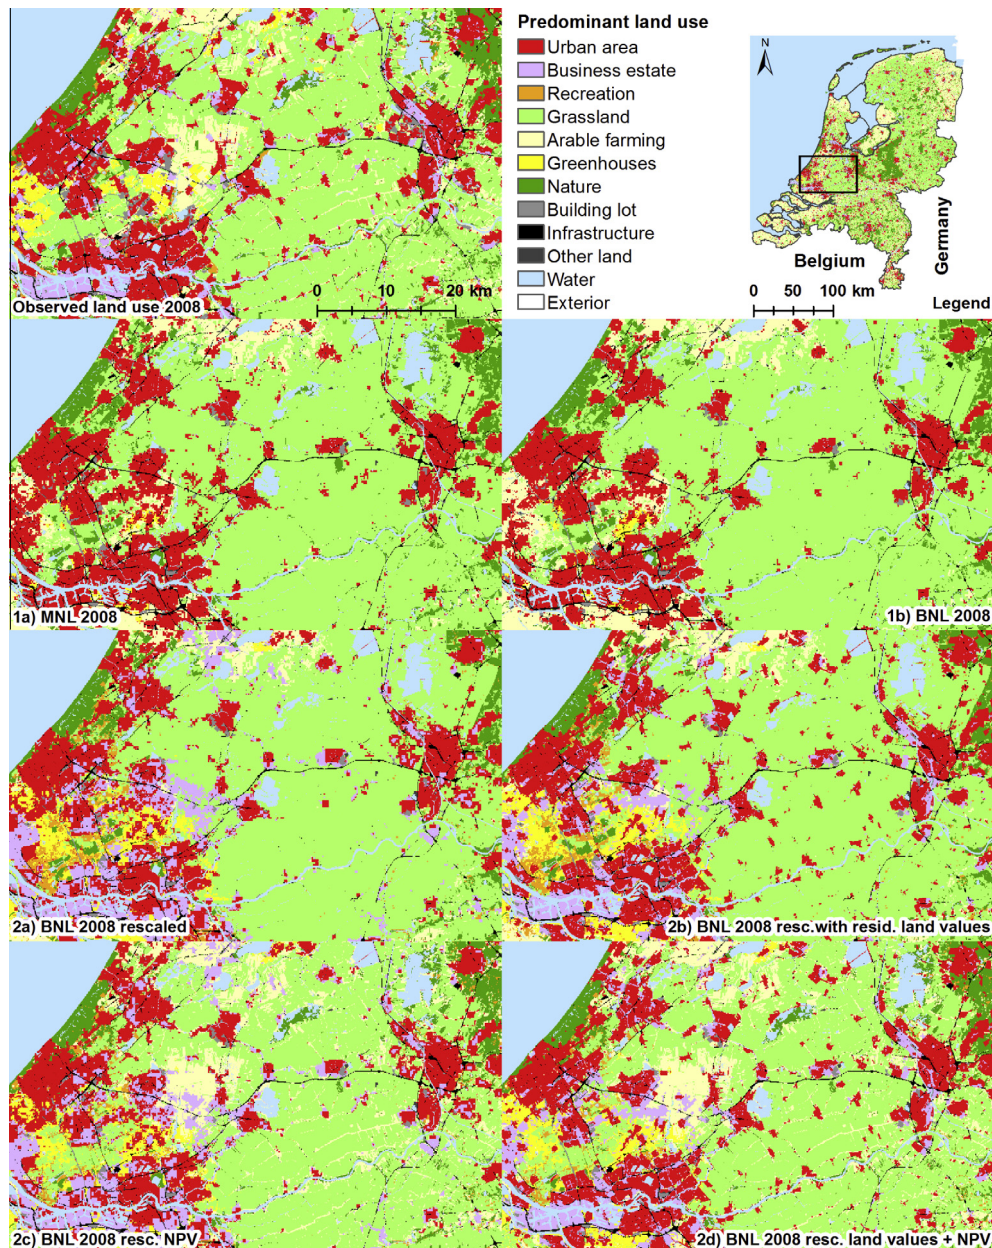 Predominant land use
Urban area
Business estate
Recreation
Grassland
Arable farming
Greenhouses
Nature
Building lot
Infrastructure
Other land
Water
Exterior
N
Belgium
Germany
0 50 100 km
Legend
0 10 20 km
Observed land use 2008
1a) MNL 2008
1b) BNL 2008
2a) BNL 2008 rescaled
2b) BNL 2008 resc.with resid. land values
2c) BNL 2008 resc. NPV
2d) BNL 2008 resc. land values + NPV